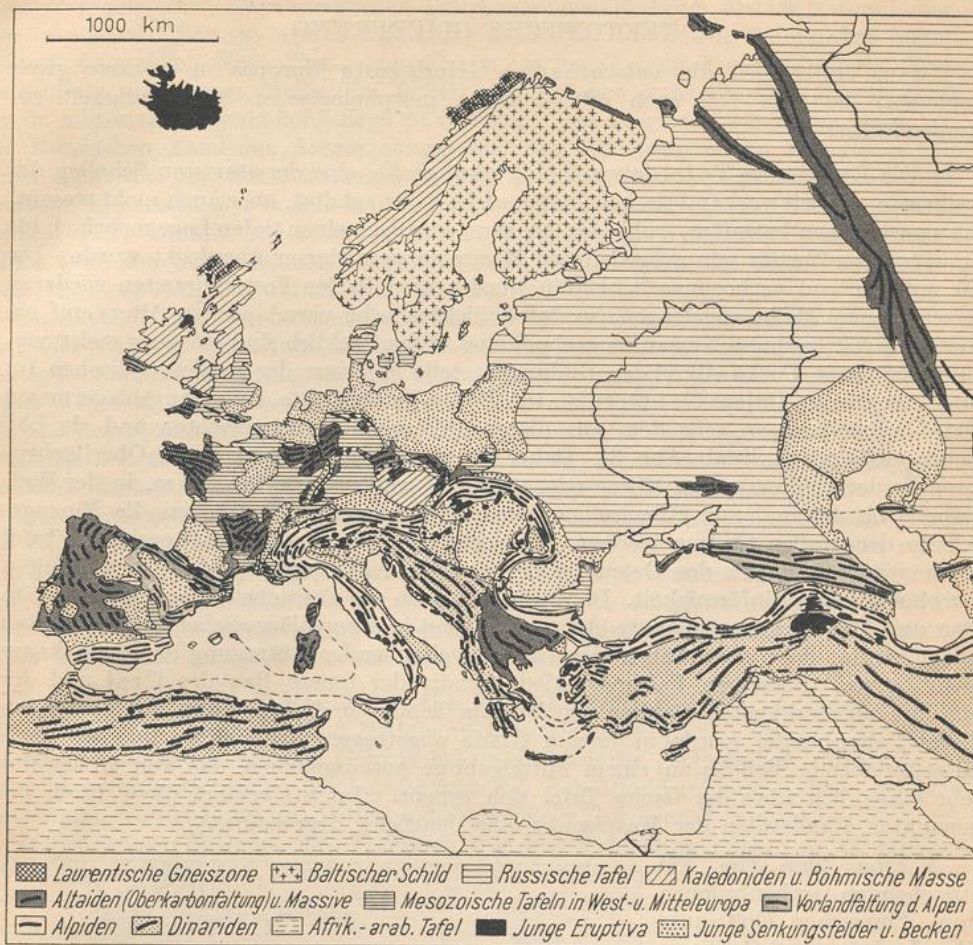 1000 km
Laurentische Gneiszone Baltischer Schild Russische Tafel Kaledoniden u. Böhmische Masse
Altaiden (Oberkarbonfaltung) u. Massive Mesozoische Tafeln in West- u. Mitteleuropa Vorlandfaltung d. Alpen
Alpiden Dinariden Afrik.- arab. Tafel Junge Eruptiva Junge Senkungsfelder u. Becken